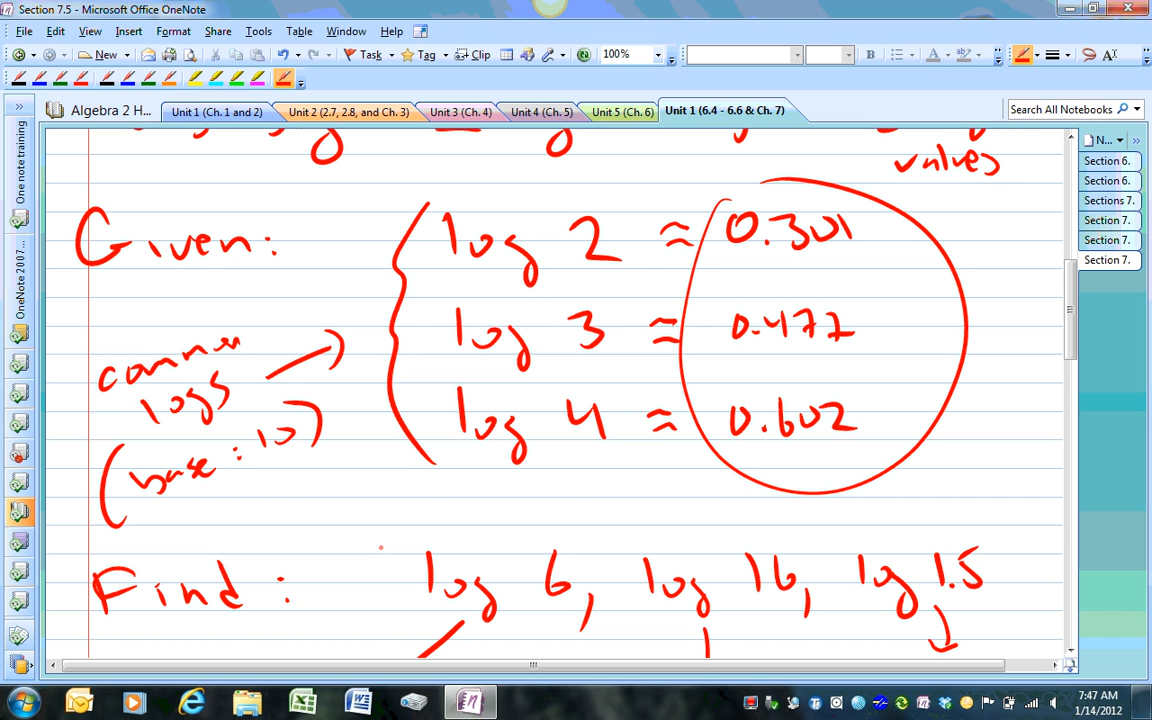 Section 7.5 - Microsoft Office OneNote
File Edit View Insert Format Share Tools Table Window Help
New Task Tag Clip 100% B A ab A
Algebra 2 H... Unit 1 (Ch. 1 and 2) Unit 2 (2.7, 2.8, and Ch. 3) Unit 3 (Ch. 4) Unit 4 (Ch. 5) Unit 5 (Ch. 6) Unit 1 (6.4 - 6.6 & Ch. 7) Search All Notebooks
One note training
OneNote 2007...
N...
Section 6.
Section 6.
Sections 7.
Section 7.
Section 7.
Section 7.
values
Given: log 2 ≈ 0.301
log 3 ≈ 0.477
log 4 ≈ 0.602
common
logs
(base: 10)
Find: log 6, log 16, log 1.5
7:47 AM
1/14/2012